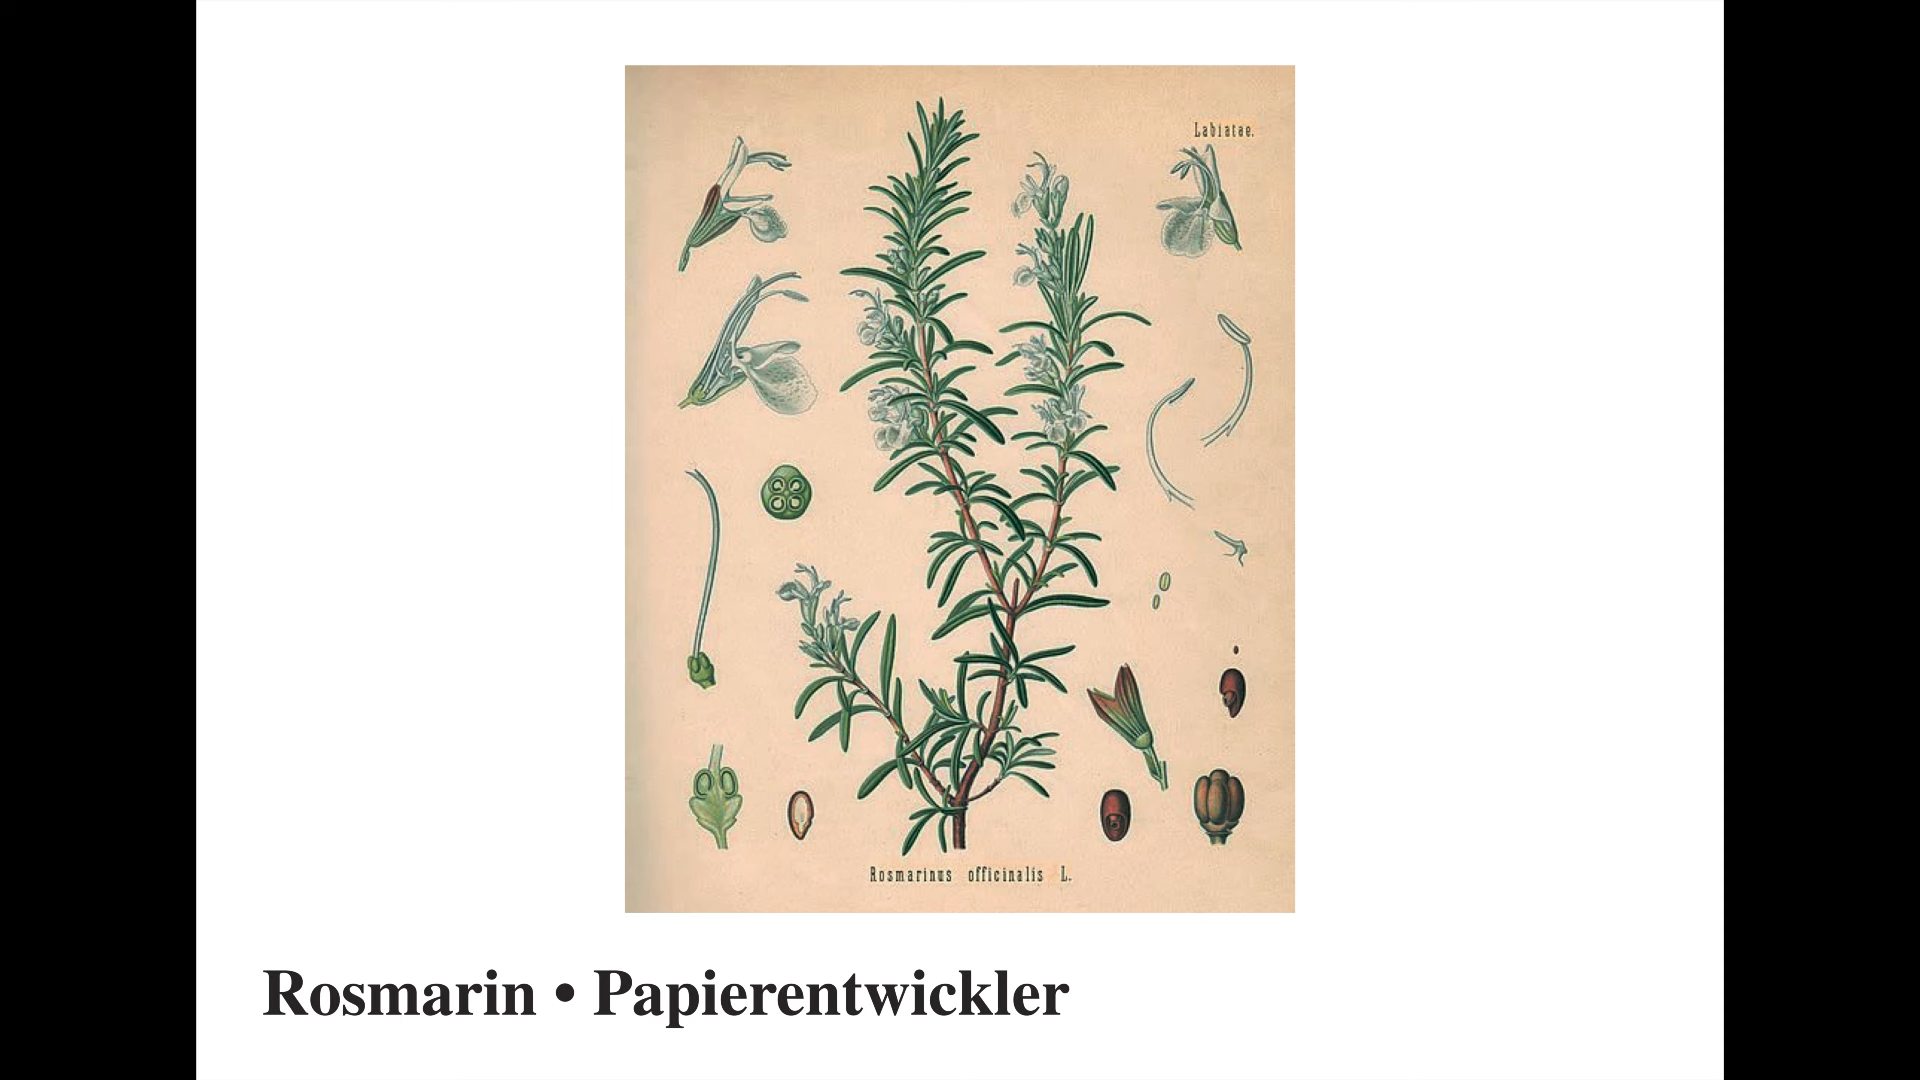 Labiatae.
Rosmarinus officinalis L.
Rosmarin • Papierentwickler